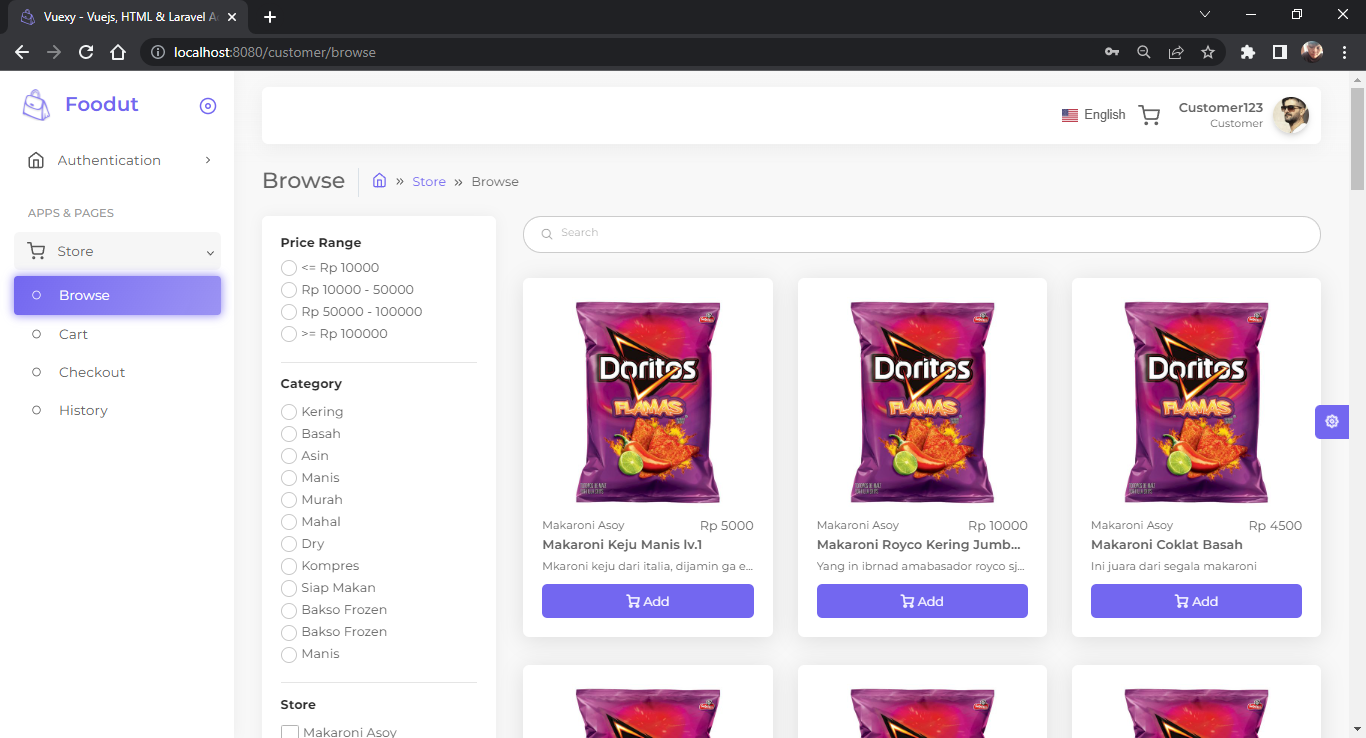 Vuexy - Vuejs, HTML & Laravel A
localhost:8080/customer/browse
Foodut
Authentication
APPS & PAGES
Store
Browse
Cart
Checkout
History
English
Customer123
Customer
Browse
» Store » Browse
Price Range
<= Rp 10000
Rp 10000 - 50000
Rp 50000 - 100000
>= Rp 100000
Category
Kering
Basah
Asin
Manis
Murah
Mahal
Dry
Kompres
Siap Makan
Bakso Frozen
Bakso Frozen
Manis
Store
Makaroni Asoy
Search
Doritos
FLAMAS
Makaroni Asoy Rp 5000
Makaroni Keju Manis lv.1
Mkaroni keju dari italia, dijamin ga e...
Add
Doritos
FLAMAS
Makaroni Asoy Rp 10000
Makaroni Royco Kering Jumb...
Yang in ibrnad amabasador royco sj...
Add
Doritos
FLAMAS
Makaroni Asoy Rp 4500
Makaroni Coklat Basah
Ini juara dari segala makaroni
Add